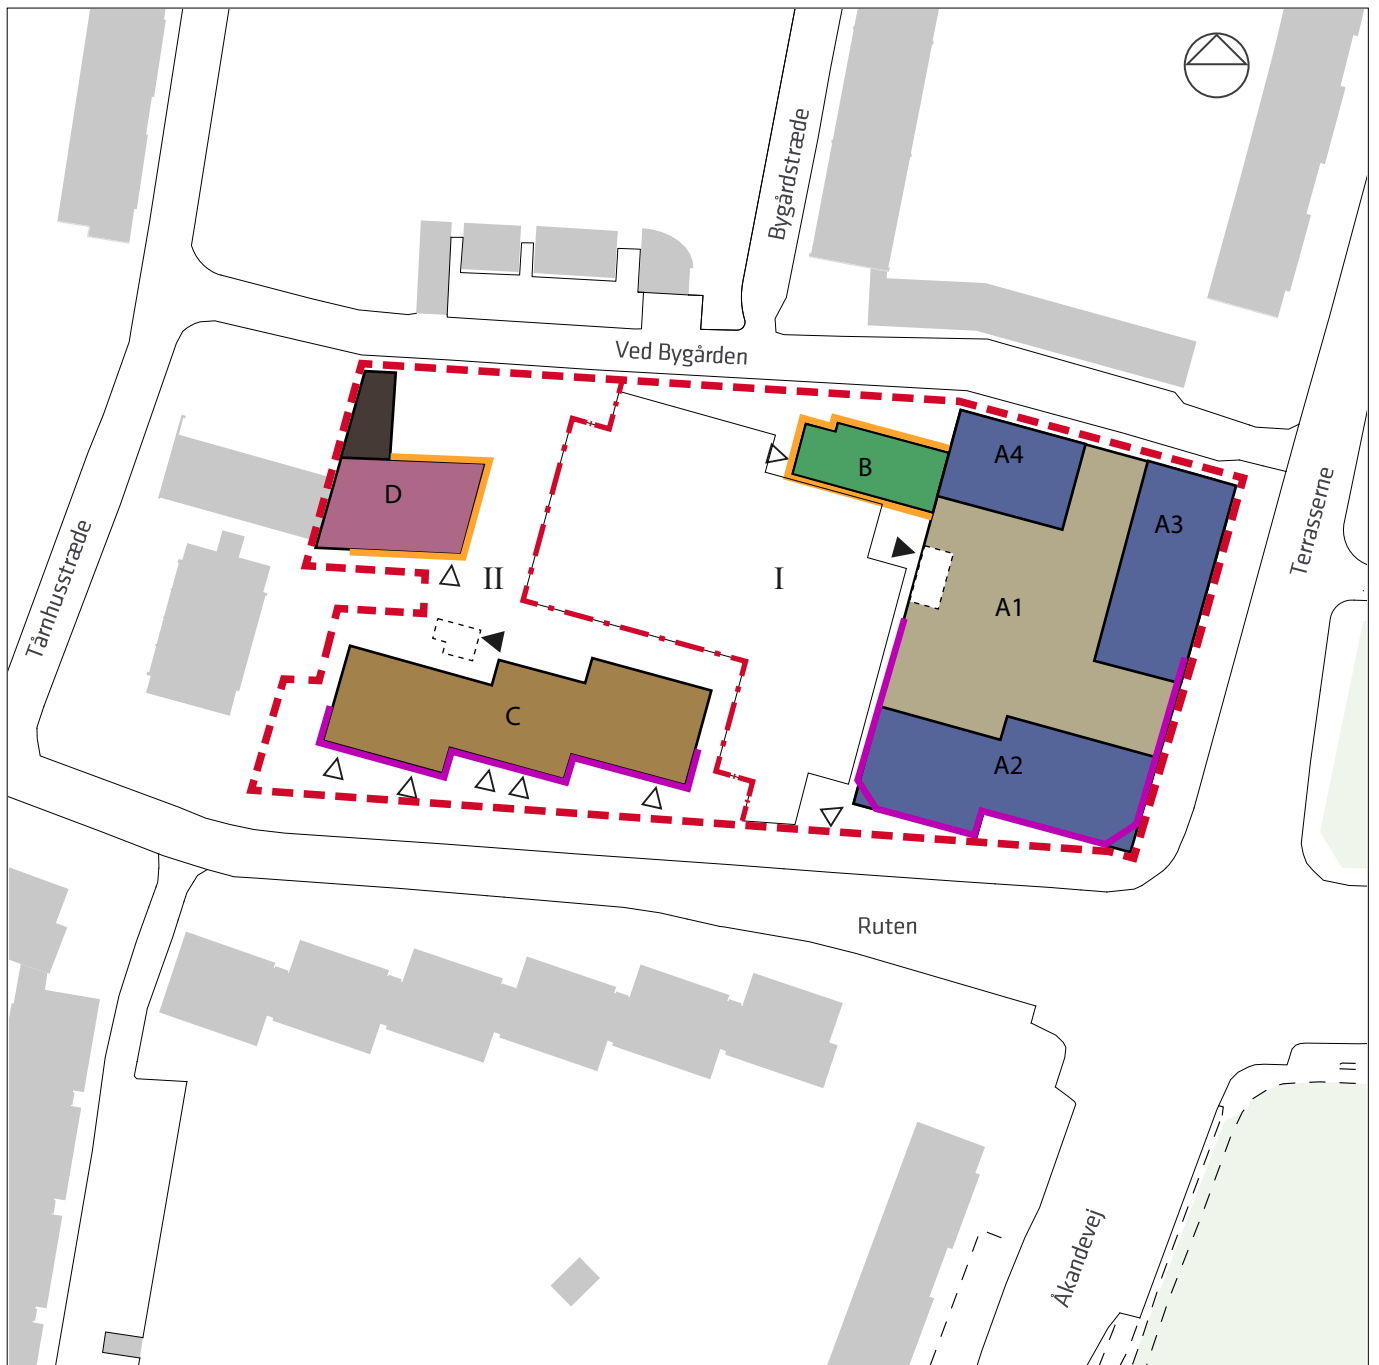 Bygårdstræde
Ved Bygården
A4
B
D
A3
Terrasserne
Tårnhusstræde
II
I
A1
C
A2
Ruten
Åkandevej